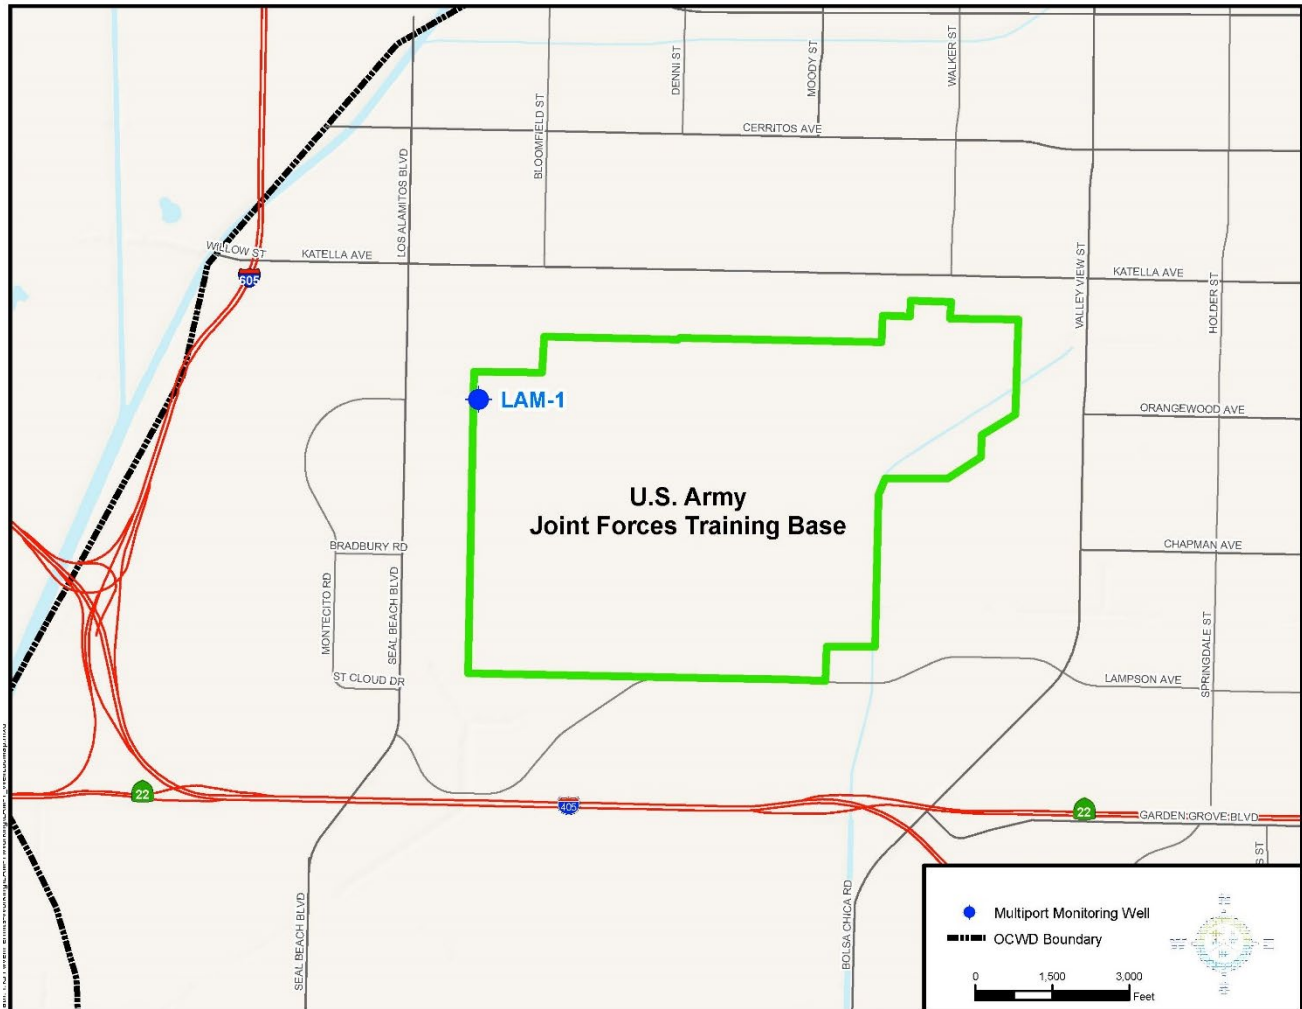 DENNI ST
MOODY ST
WALKER ST
BLOOMFIELD ST
CERRITOS AVE
LOS ALAMITOS BLVD
WILLOW ST
KATELLA AVE
605
KATELLA AVE
VALLEY VIEW ST
HOLDER ST
LAM-1
ORANGEWOOD AVE
U.S. Army
Joint Forces Training Base
BRADBURY RD
CHAPMAN AVE
MONTECITO RD
SEAL BEACH BLVD
ST CLOUD DR
LAMPSON AVE
SPRINGDALE ST
22
405
22
GARDEN GROVE BLVD
S ST
SEAL BEACH BLVD
BOLSA CHICA RD
Multiport Monitoring Well
OCWD Boundary
0 1,500 3,000
Feet
N
W E
S